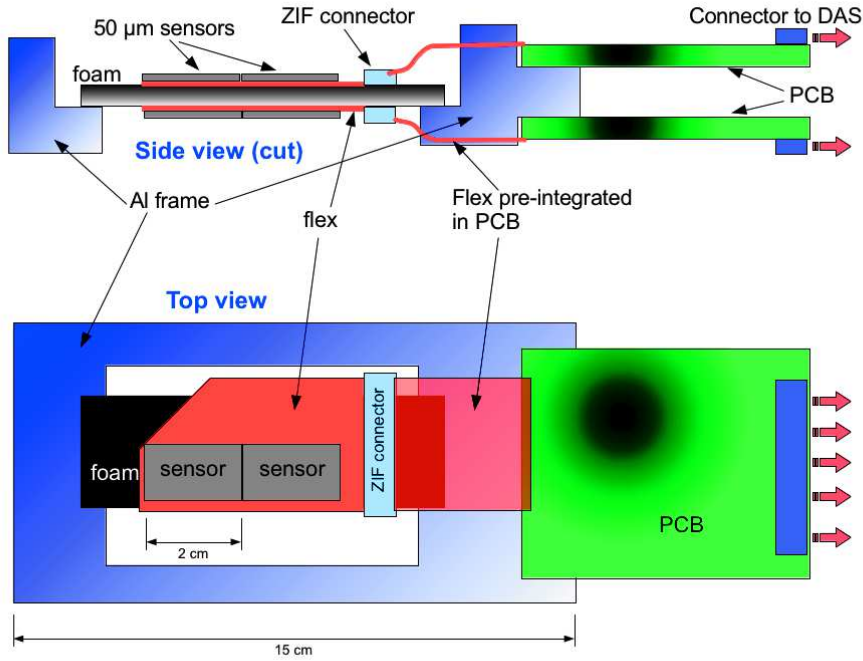 50 µm sensors
ZIF connector
Connector to DAS
foam
PCB
Side view (cut)
Al frame
flex
Flex pre-integrated
in PCB
Top view
foam
sensor
sensor
ZIF connector
PCB
2 cm
15 cm